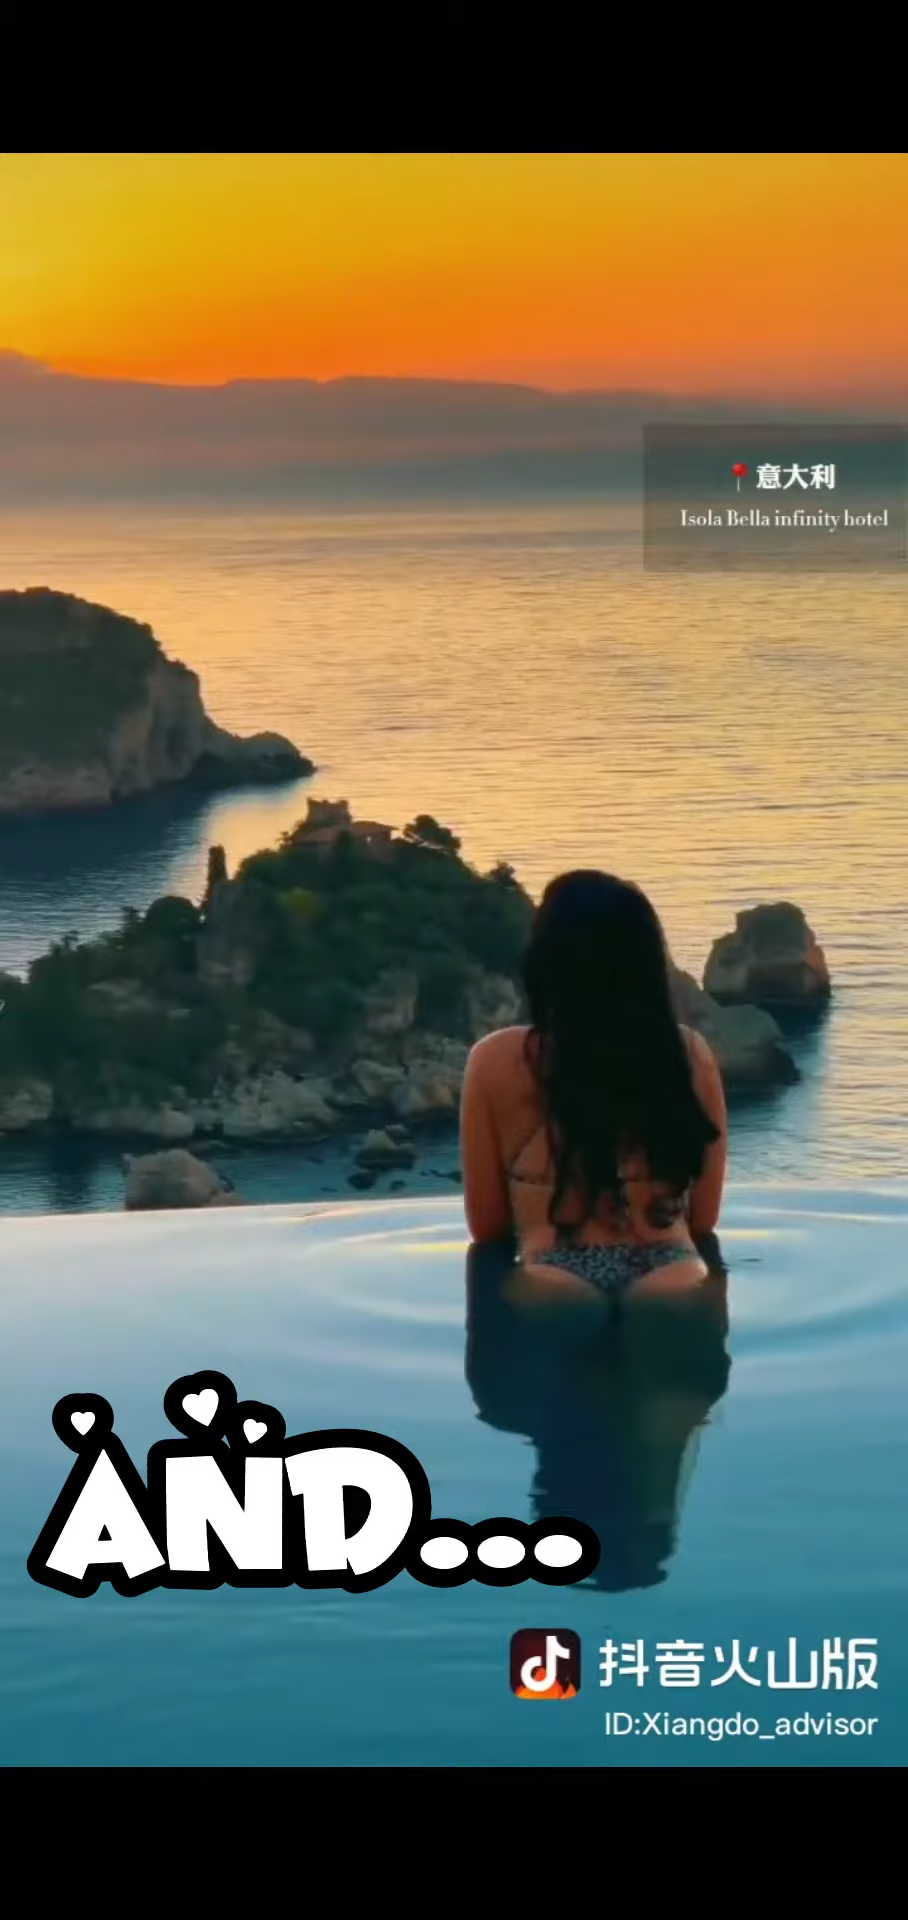 意大利
Isola Bella infinity hotel
AND...
抖音火山版
ID:Xiangdo_advisor